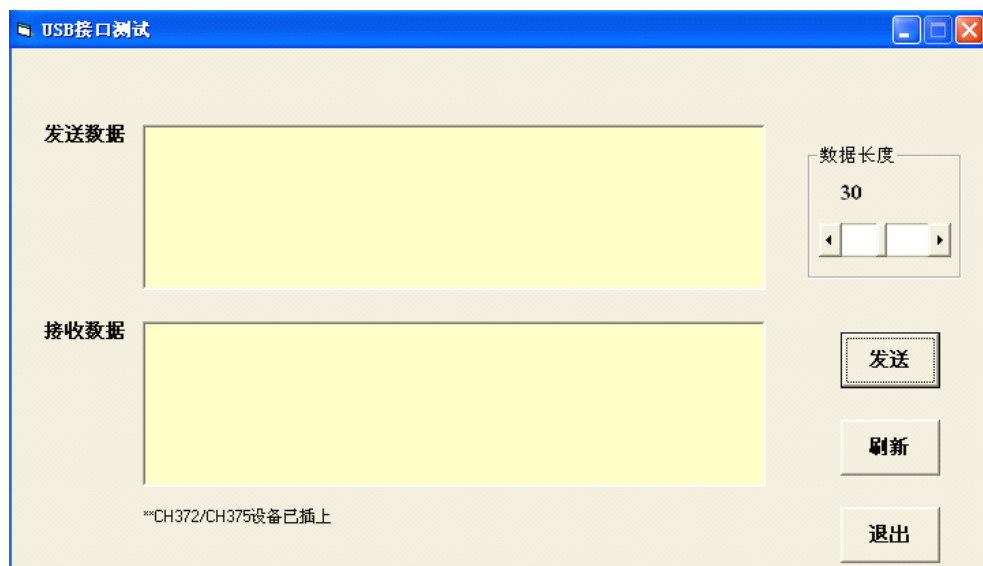 USB接口测试
发送数据
数据长度
30
接收数据
发送
刷新
**CH372/CH375设备已插上
退出